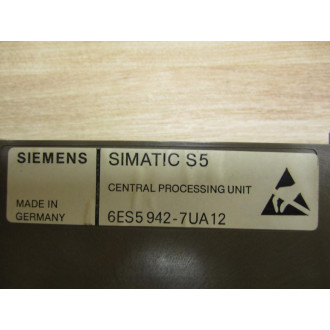 SIEMENS
SIMATIC S5
CENTRAL PROCESSING UNIT
MADE IN
GERMANY
6ES5 942-7UA12